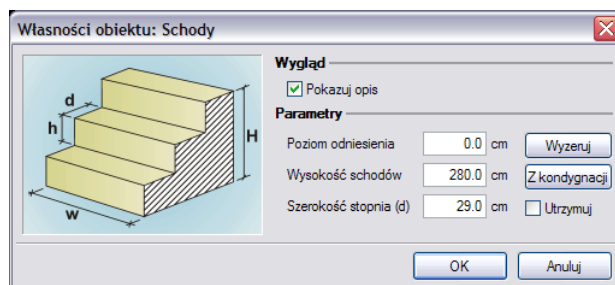 Własności obiektu: Schody
d
h
H
w
Wygląd
Pokazuj opis
Parametry
Poziom odniesienia 0.0 cm Wyzeruj
Wysokość schodów 280.0 cm Z kondygnacji
Szerokość stopnia (d) 29.0 cm Utrzymuj
OK Anuluj